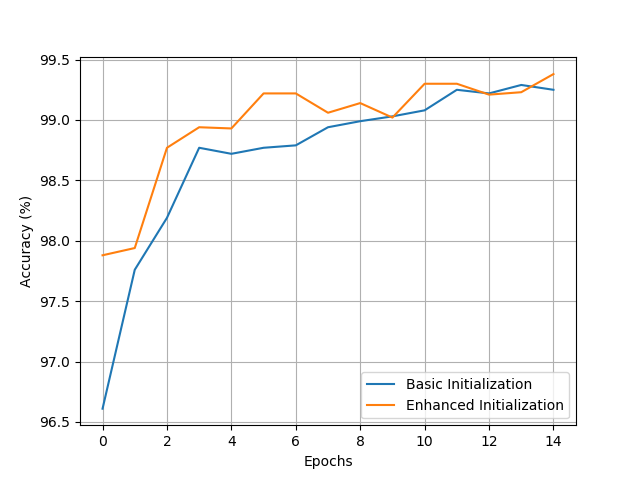 99.5
99.0
98.5
98.0
97.5
97.0
96.5
Accuracy (%)
Basic Initialization
Enhanced Initialization
0 2 4 6 8 10 12 14
Epochs